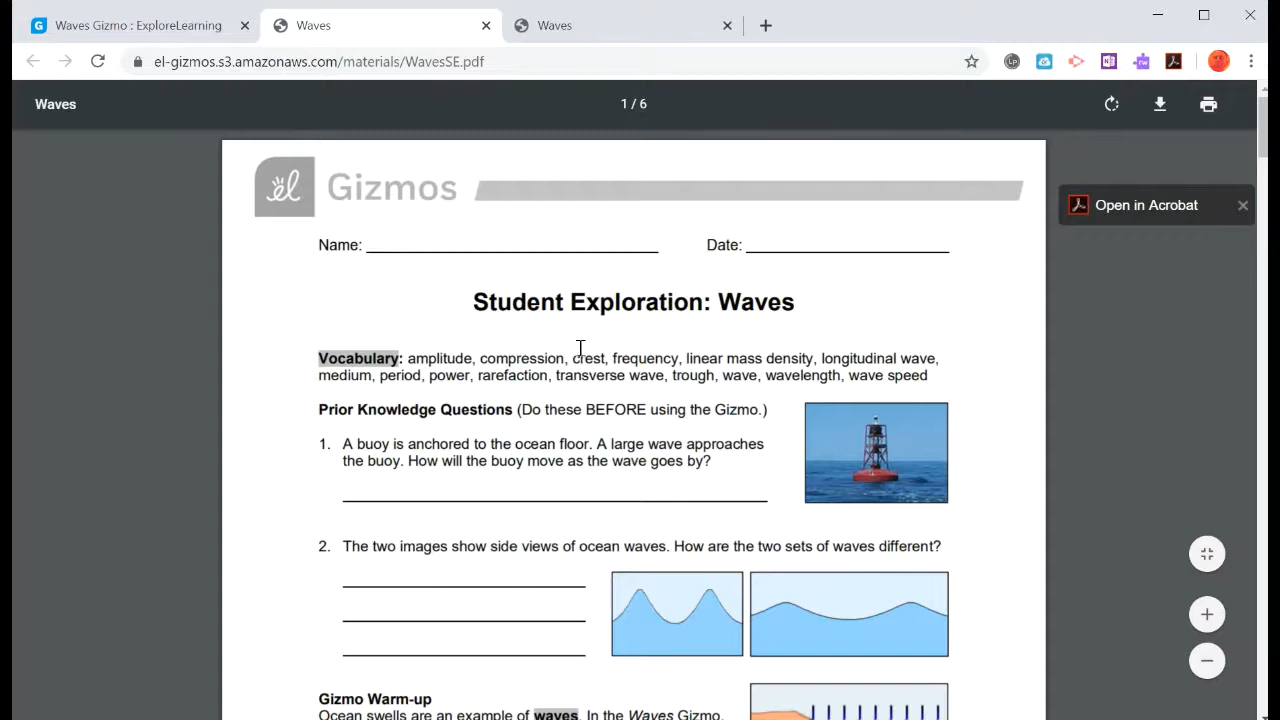 Waves Gizmo : ExploreLearning
Waves
Waves
el-gizmos.s3.amazonaws.com/materials/WavesSE.pdf
Waves
1 / 6
Open in Acrobat
el Gizmos
Name:
Date:
Student Exploration: Waves
Vocabulary: amplitude, compression, crest, frequency, linear mass density, longitudinal wave,
medium, period, power, rarefaction, transverse wave, trough, wave, wavelength, wave speed
Prior Knowledge Questions (Do these BEFORE using the Gizmo.)
1. A buoy is anchored to the ocean floor. A large wave approaches
the buoy. How will the buoy move as the wave goes by?
2. The two images show side views of ocean waves. How are the two sets of waves different?
Gizmo Warm-up
Ocean swells are an example of waves. In the Waves Gizmo,